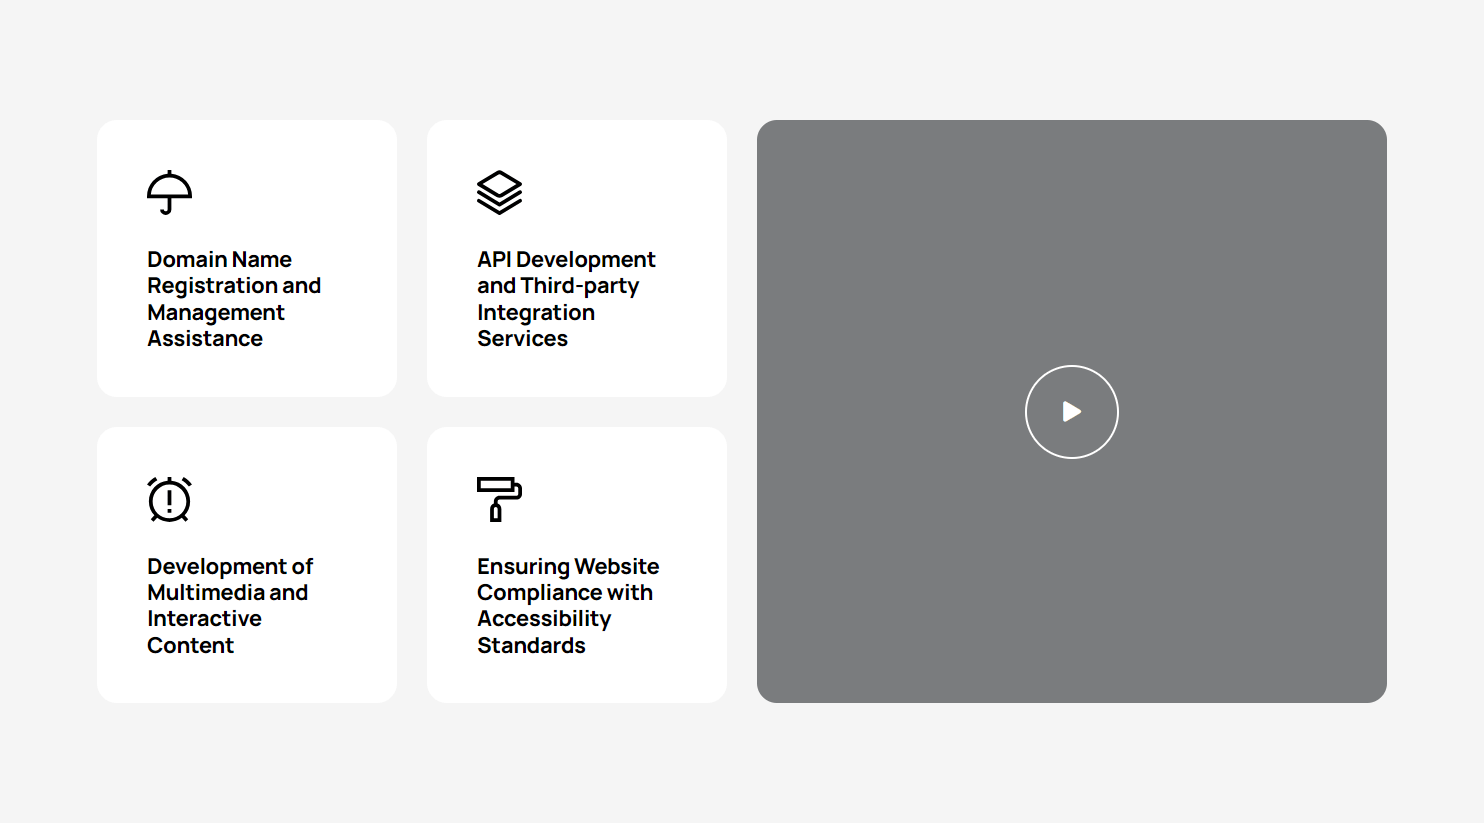 Domain Name
Registration and
Management
Assistance
API Development
and Third-party
Integration
Services
Development of
Multimedia and
Interactive
Content
Ensuring Website
Compliance with
Accessibility
Standards